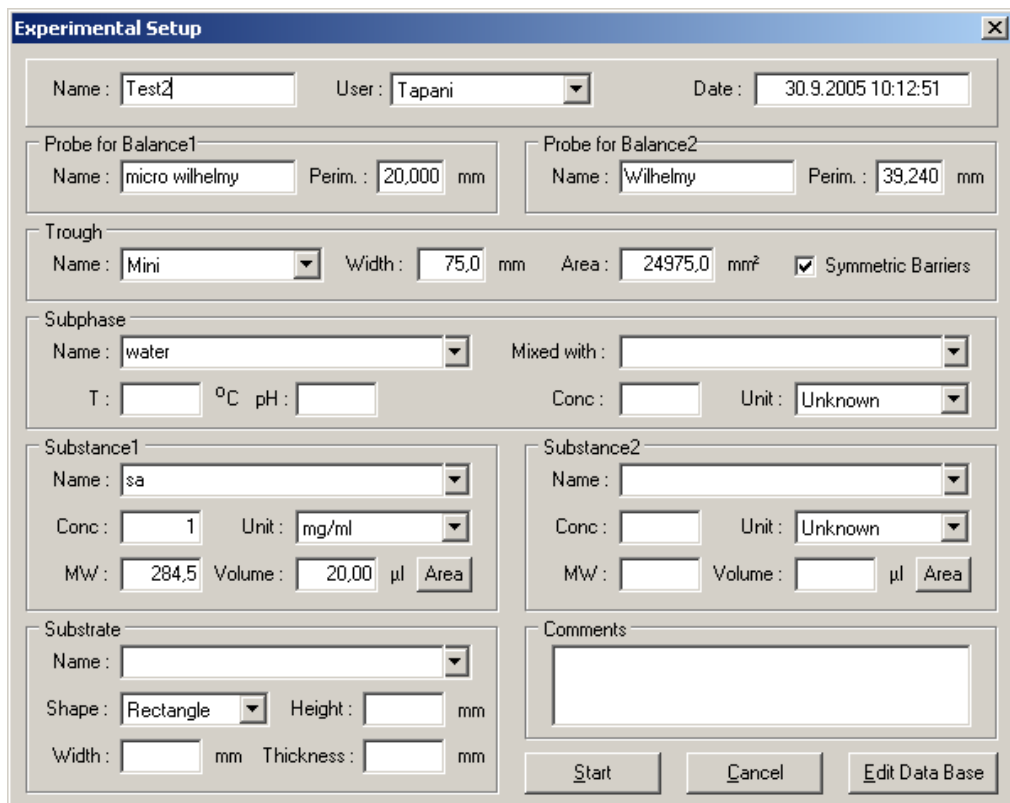 Experimental Setup
Name : Test2 User : Tapani Date : 30.9.2005 10:12:51
Probe for Balance1 Probe for Balance2
Name : micro wilhelmy Perim. : 20,000 mm Name : Wilhelmy Perim. : 39,240 mm
Trough
Name : Mini Width : 75,0 mm Area : 24975,0 mm² Symmetric Barriers
Subphase
Name : water Mixed with :
T : ºC pH : Conc : Unit : Unknown
Substance1 Substance2
Name : sa Name :
Conc : 1 Unit : mg/ml Conc : Unit : Unknown
MW : 284,5 Volume : 20,00 µl Area MW : Volume : µl Area
Substrate Comments
Name :
Shape : Rectangle Height : mm
Width : mm Thickness : mm
Start Cancel Edit Data Base